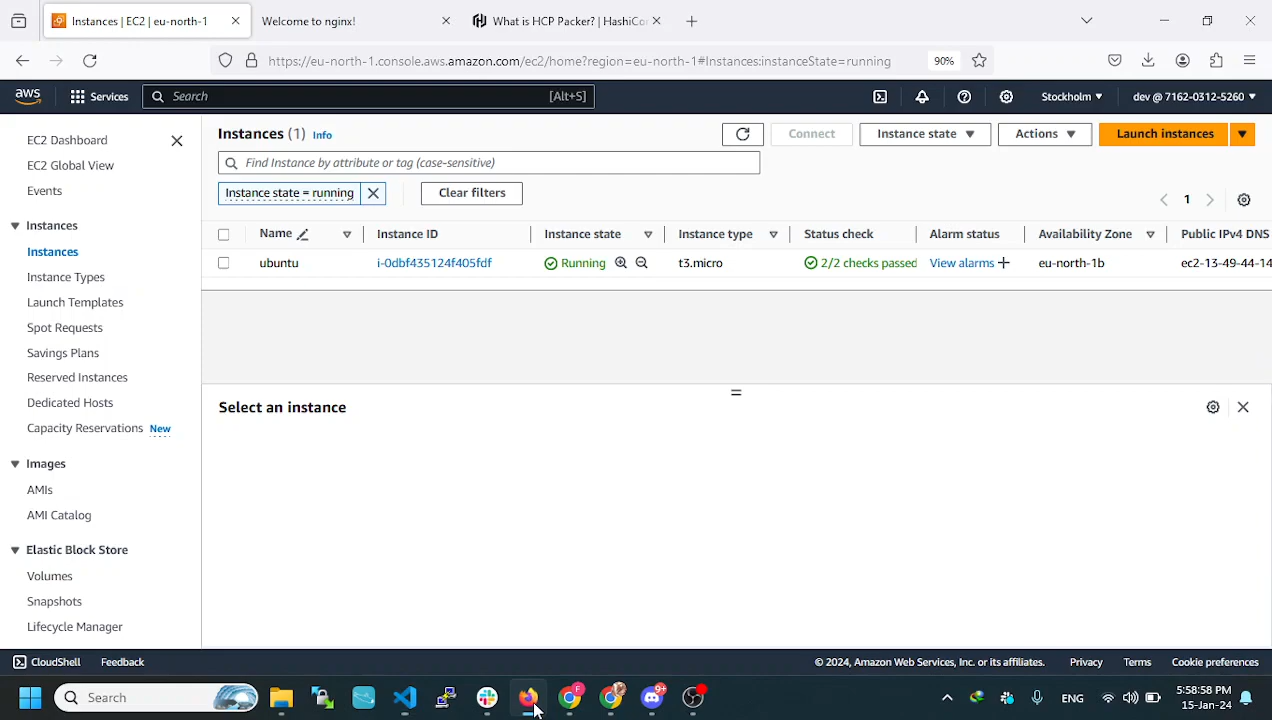 Instances | EC2 | eu-north-1
Welcome to nginx!
What is HCP Packer? | HashiCo
https://eu-north-1.console.aws.amazon.com/ec2/home?region=eu-north-1#Instances:instanceState=running
90%
aws
Services
Search
[Alt+S]
Stockholm
dev @ 7162-0312-5260
EC2 Dashboard
EC2 Global View
Events
Instances
Instances
Instance Types
Launch Templates
Spot Requests
Savings Plans
Reserved Instances
Dedicated Hosts
Capacity Reservations New
Images
AMIs
AMI Catalog
Elastic Block Store
Volumes
Snapshots
Lifecycle Manager
Instances (1) Info
Connect
Instance state
Actions
Launch instances
Find Instance by attribute or tag (case-sensitive)
Instance state = running
Clear filters
1
Name Instance ID Instance state Instance type Status check Alarm status Availability Zone Public IPv4 DNS
ubuntu i-0dbf435124f405fdf Running t3.micro 2/2 checks passed View alarms eu-north-1b ec2-13-49-44-14
Select an instance
CloudShell Feedback
© 2024, Amazon Web Services, Inc. or its affiliates. Privacy Terms Cookie preferences
Search
F
9+
ENG
5:58:58 PM
15-Jan-24